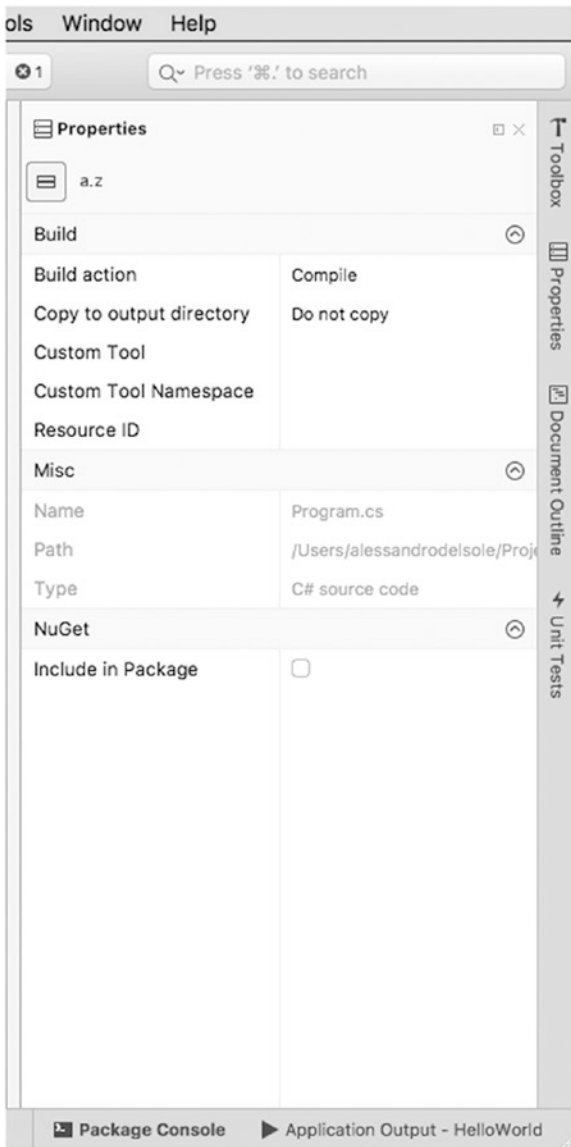 ols Window Help
1
Press '⌘.' to search
Properties
a.z
Build
Build action Compile
Copy to output directory Do not copy
Custom Tool
Custom Tool Namespace
Resource ID
Misc
Name Program.cs
Path /Users/alessandrodelsole/Proje
Type C# source code
NuGet
Include in Package
Toolbox
Properties
Document Outline
Unit Tests
Package Console Application Output - HelloWorld